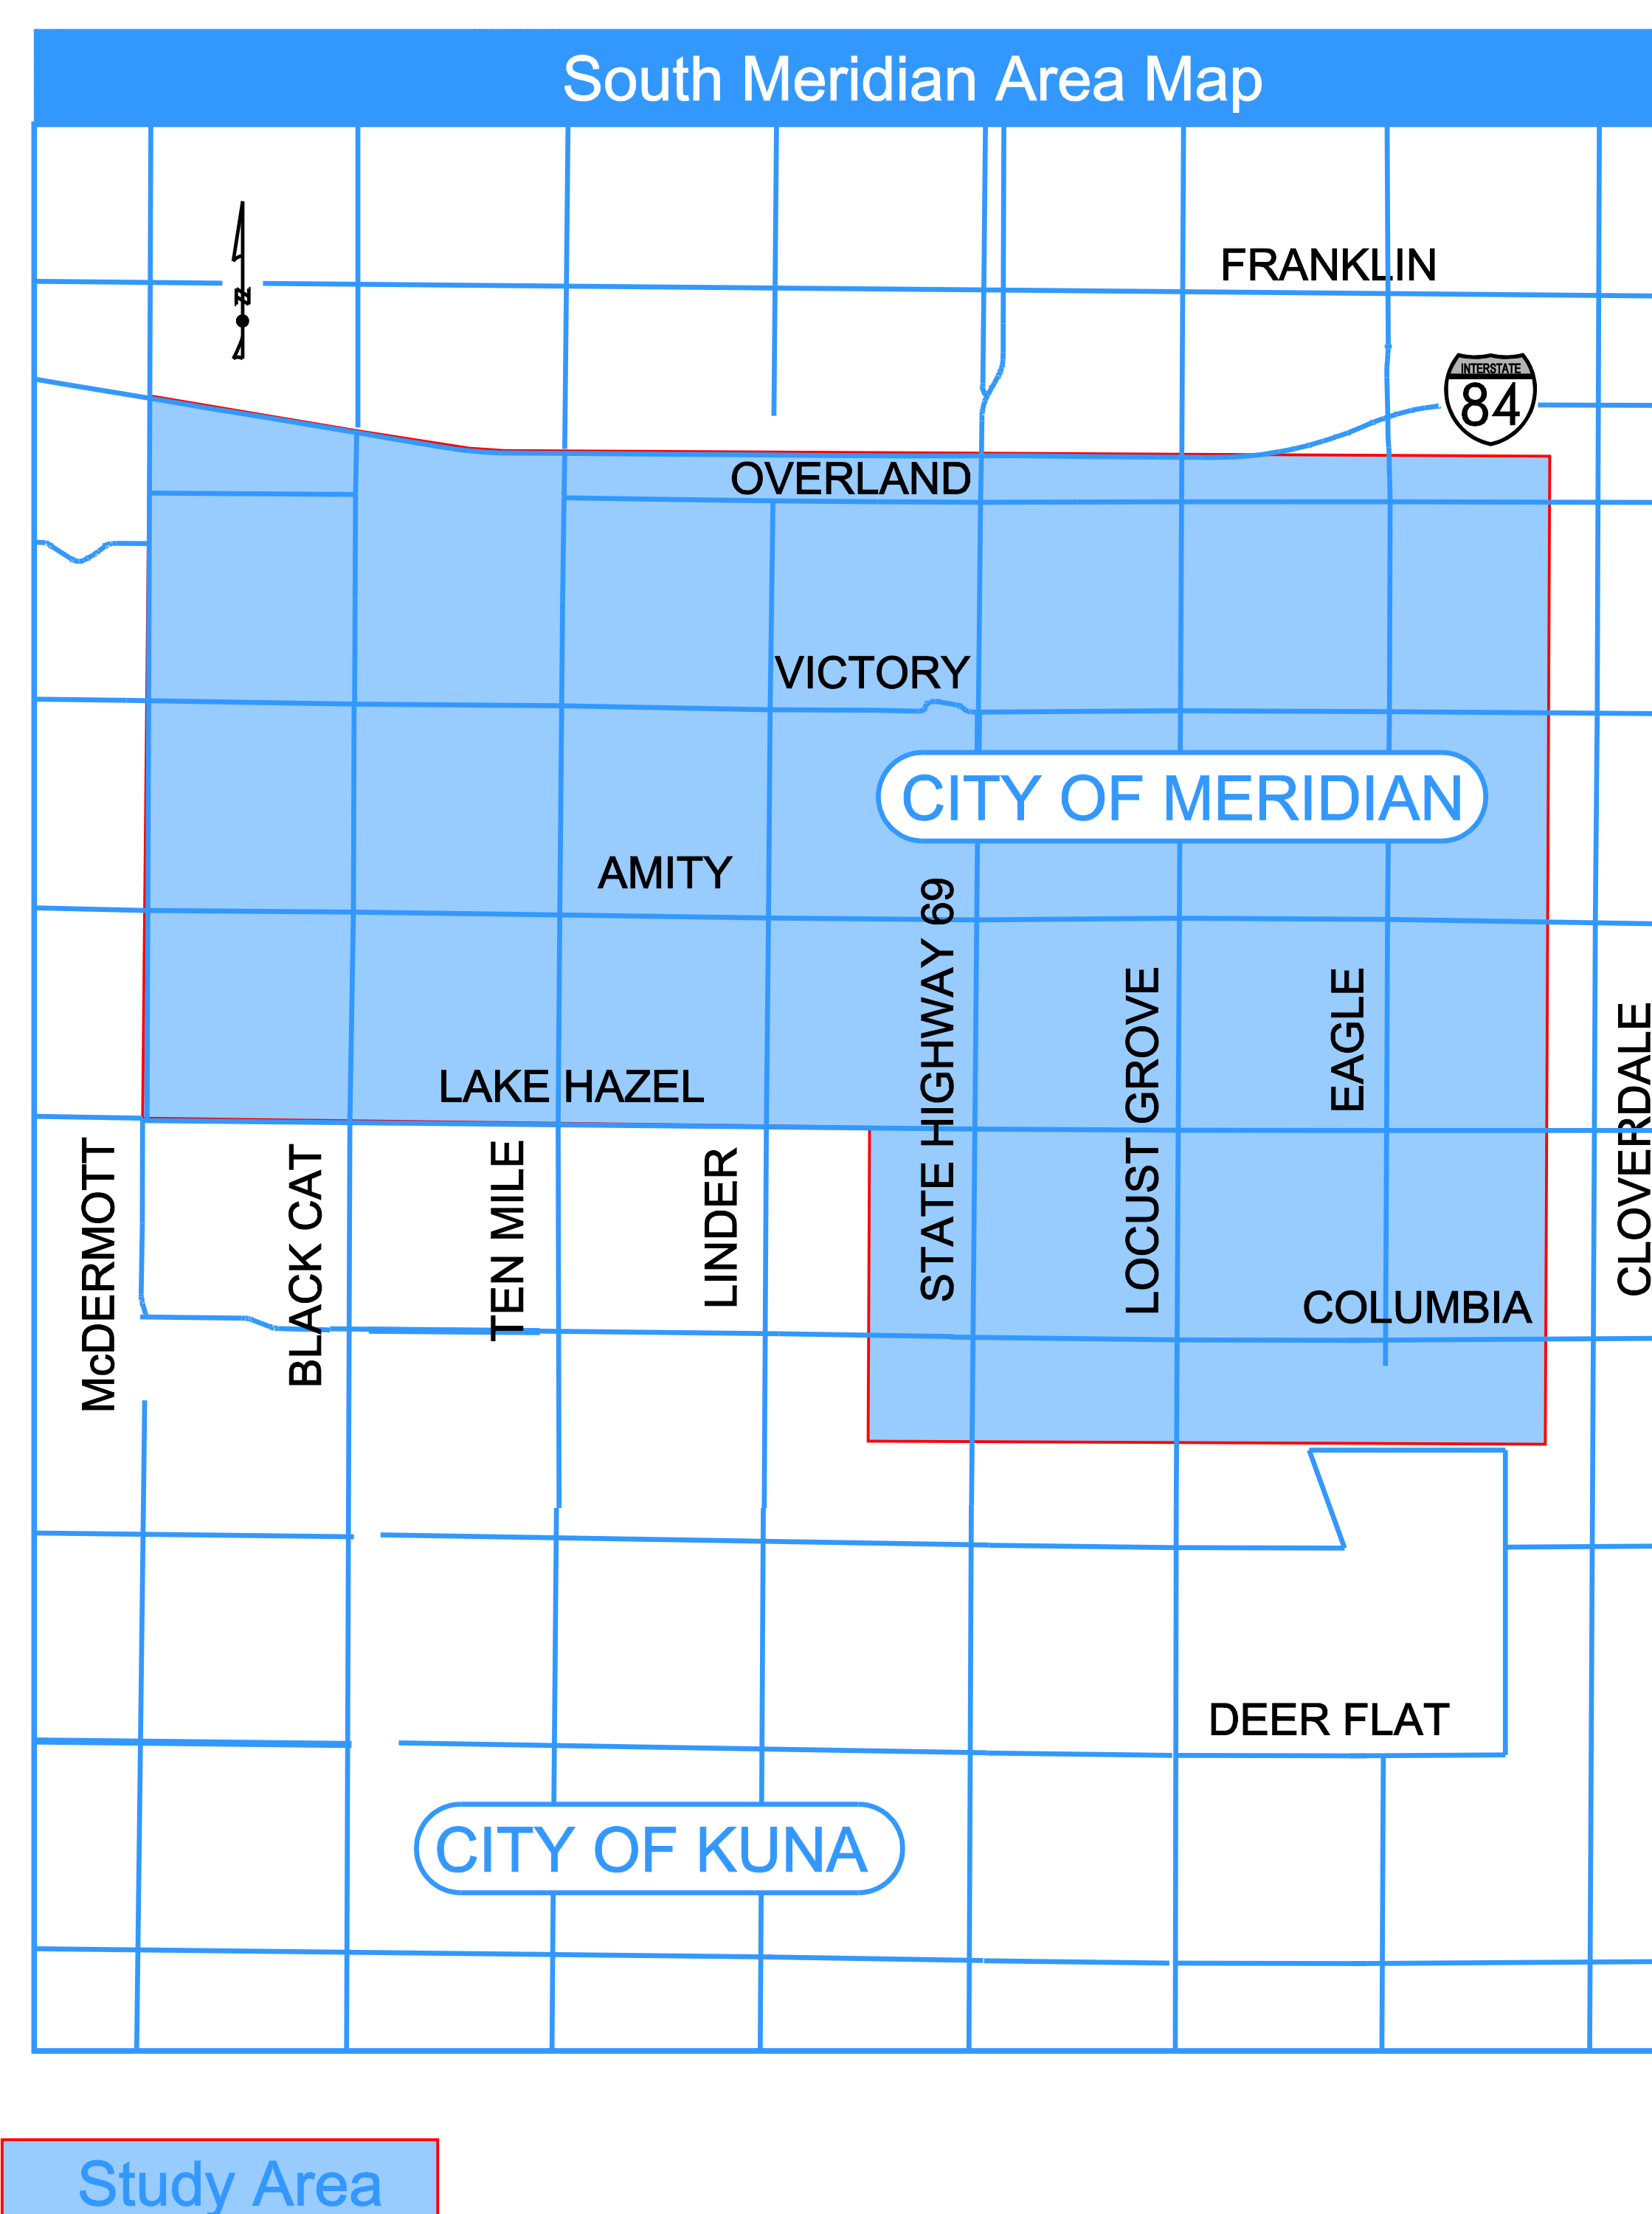 South Meridian Area Map
FRANKLIN
N
INTERSTATE
84
OVERLAND
VICTORY
CITY OF MERIDIAN
AMITY
STATE HIGHWAY 69
LOCUST GROVE
EAGLE
CLOVERDALE
LAKE HAZEL
McDERMOTT
BLACK CAT
TEN MILE
LINDER
COLUMBIA
DEER FLAT
CITY OF KUNA
Study Area